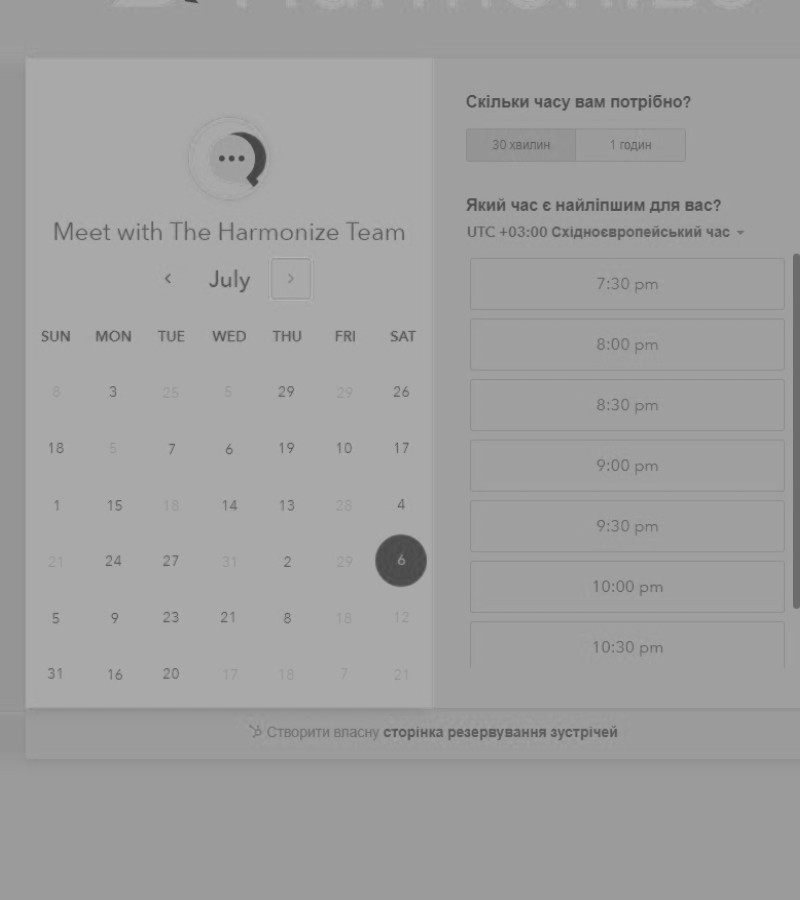 Harmonize
Meet with The Harmonize Team
July
SUN MON TUE WED THU FRI SAT
8 3 25 5 29 29 26
18 5 7 6 19 10 17
1 15 18 14 13 28 4
21 24 27 31 2 29 6
5 9 23 21 8 18 12
31 16 20 17 18 7 21
Скільки часу вам потрібно?
30 хвилин 1 годин
Який час є найліпшим для вас?
UTC +03:00 Східноєвропейський час
7:30 pm
8:00 pm
8:30 pm
9:00 pm
9:30 pm
10:00 pm
10:30 pm
Створити власну сторінка резервування зустрічей